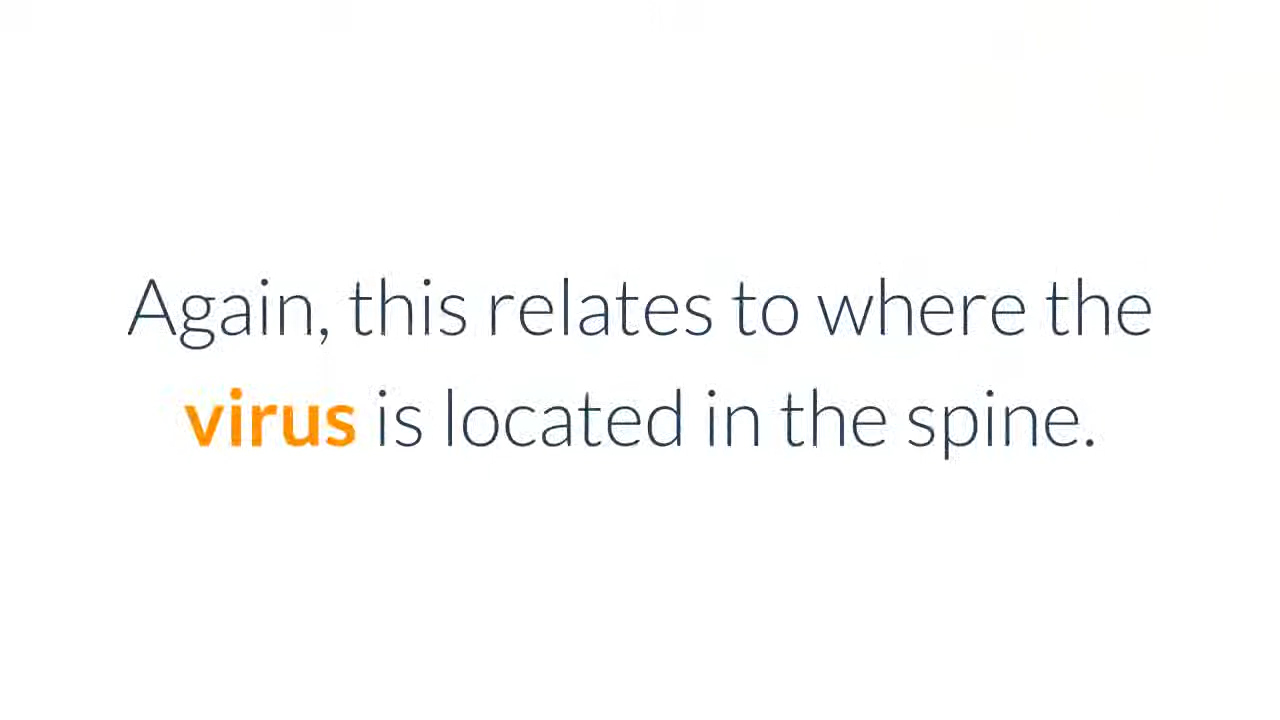 Again, this relates to where the
virus is located in the spine.